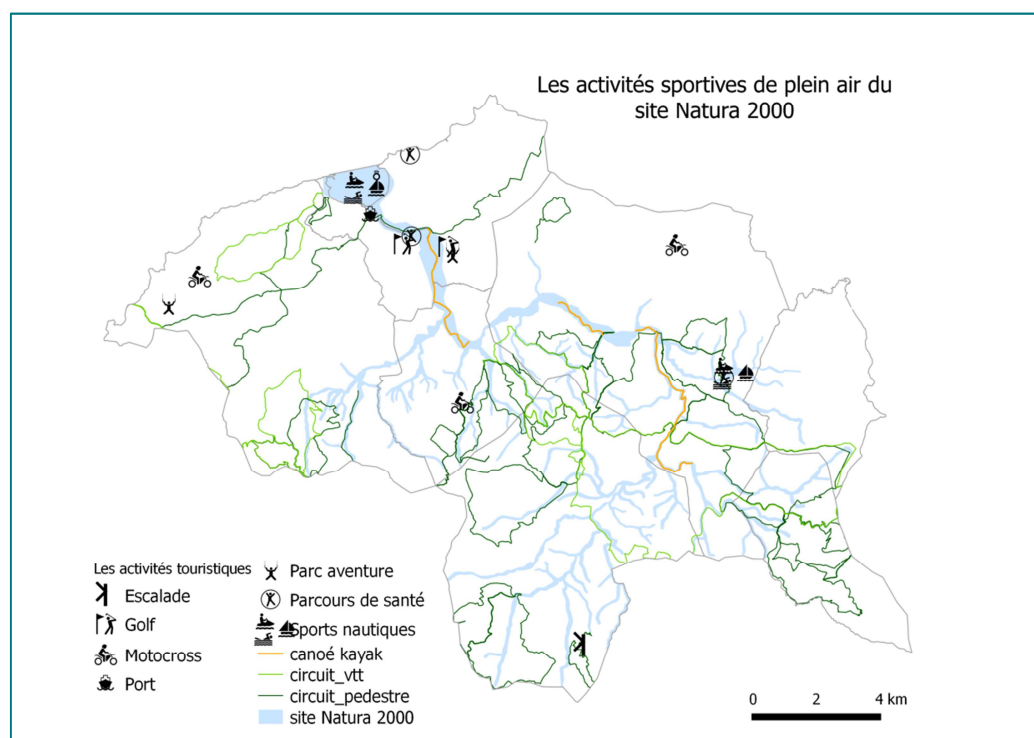 Les activités sportives de plein air du
site Natura 2000
Les activités touristiques
Escalade
Golf
Motocross
Port
Parc aventure
Parcours de santé
Sports nautiques
canoé kayak
circuit_vtt
circuit_pedestre
site Natura 2000
0 2 4 km